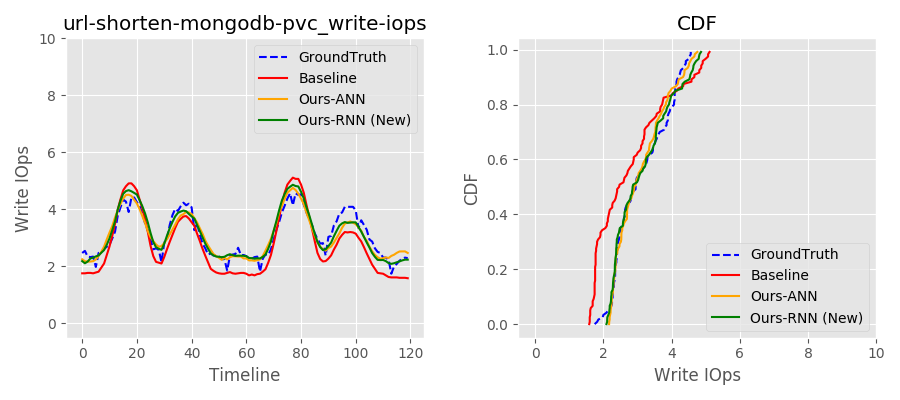 url-shorten-mongodb-pvc_write-iops
10
8
6
4
2
0
Write IOps
0
20
40
60
80
100
120
Timeline
GroundTruth
Baseline
Ours-ANN
Ours-RNN (New)
CDF
1.0
0.8
0.6
0.4
0.2
0.0
CDF
0
2
4
6
8
10
Write IOps
GroundTruth
Baseline
Ours-ANN
Ours-RNN (New)